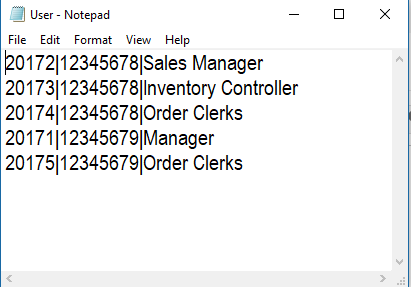 User - Notepad
File Edit Format View Help
20172|12345678|Sales Manager
20173|12345678|Inventory Controller
20174|12345678|Order Clerks
20171|12345679|Manager
20175|12345679|Order Clerks